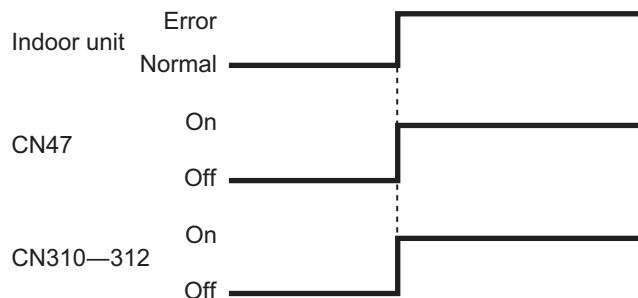 Error
Indoor unit
Normal
On
CN47
Off
On
CN310—312
Off